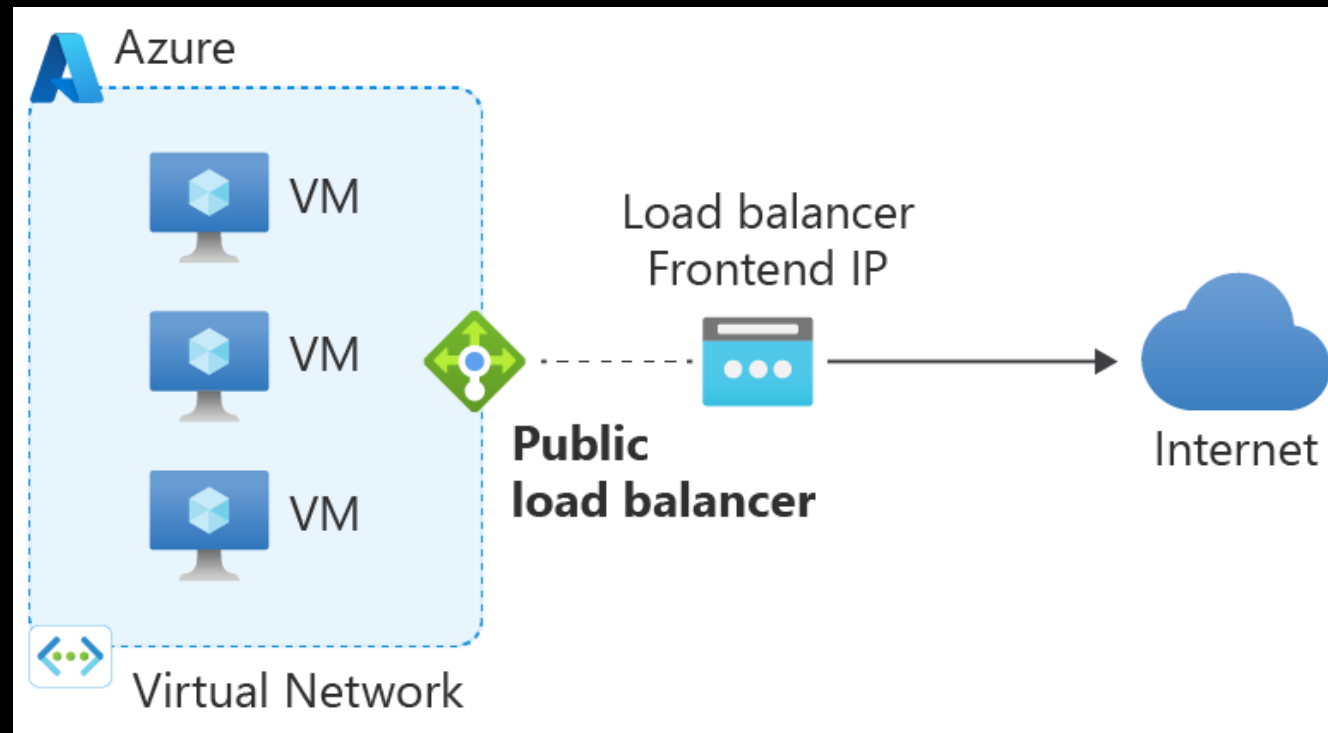 Azure
VM
VM
VM
Load balancer
Frontend IP
Public
load balancer
Internet
Virtual Network